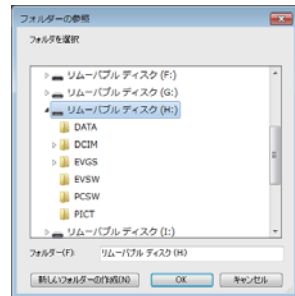 フォルダーの参照
フォルダを選択
リムーバブル ディスク (F:)
リムーバブル ディスク (G:)
リムーバブル ディスク (H:)
DATA
DCIM
EVGS
EVSW
PCSW
PICT
リムーバブル ディスク (I:)
フォルダー(F): リムーバブル ディスク (H)
新しいフォルダーの作成(N) OK キャンセル